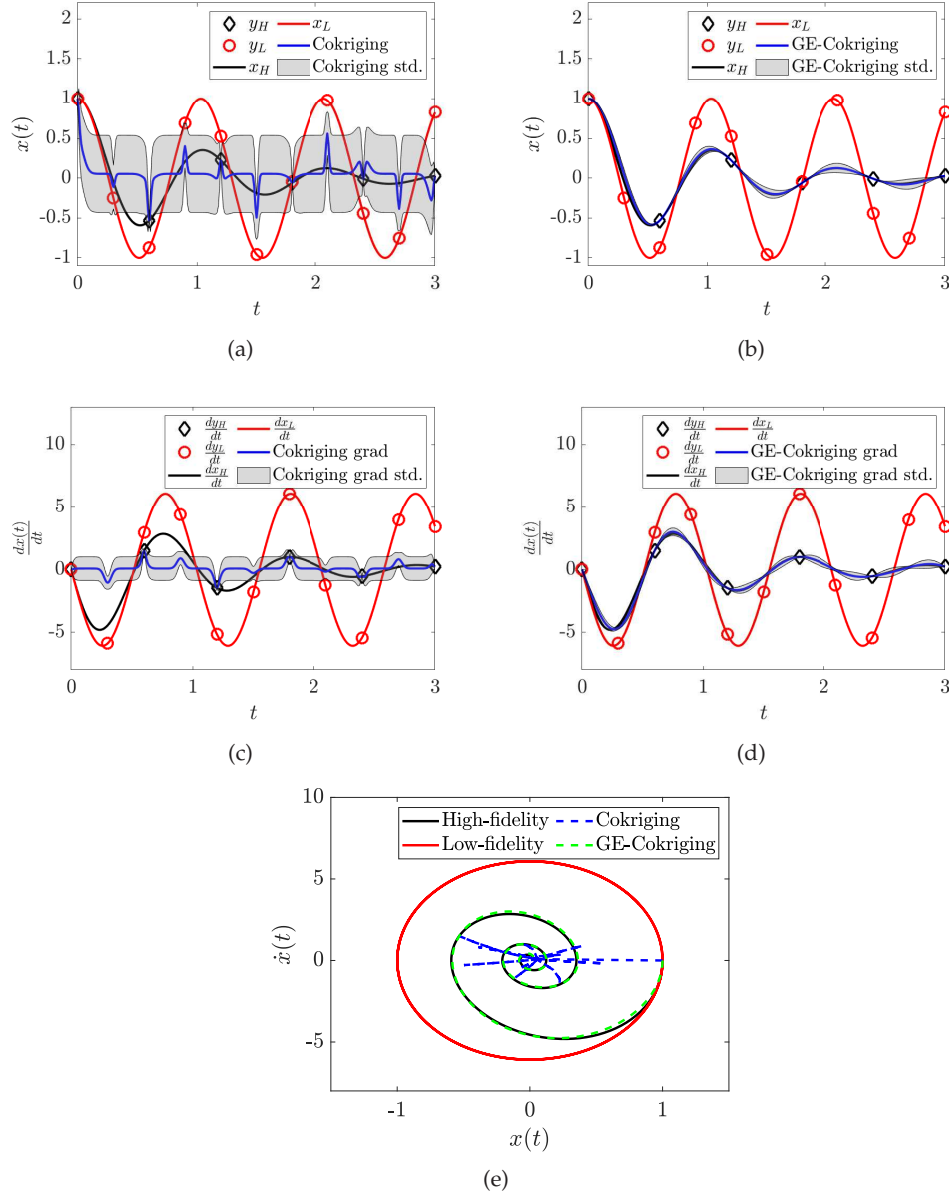 y_H x_L
y_L Cokriging
x_H Cokriging std.
2
1.5
1
0.5
0
-0.5
-1
x(t)
0 1 2 3
t
(a)
y_H x_L
y_L GE-Cokriging
x_H GE-Cokriging std.
2
1.5
1
0.5
0
-0.5
-1
x(t)
0 1 2 3
t
(b)
dy_H/dt dx_L/dt
dy_L/dt Cokriging grad
dx_H/dt Cokriging grad std.
10
5
0
-5
dx(t)/dt
0 1 2 3
t
(c)
dy_H/dt dx_L/dt
dy_L/dt GE-Cokriging grad
dx_H/dt GE-Cokriging grad std.
10
5
0
-5
dx(t)/dt
0 1 2 3
t
(d)
High-fidelity Cokriging
Low-fidelity GE-Cokriging
10
5
0
-5
ẋ(t)
-1 0 1
x(t)
(e)